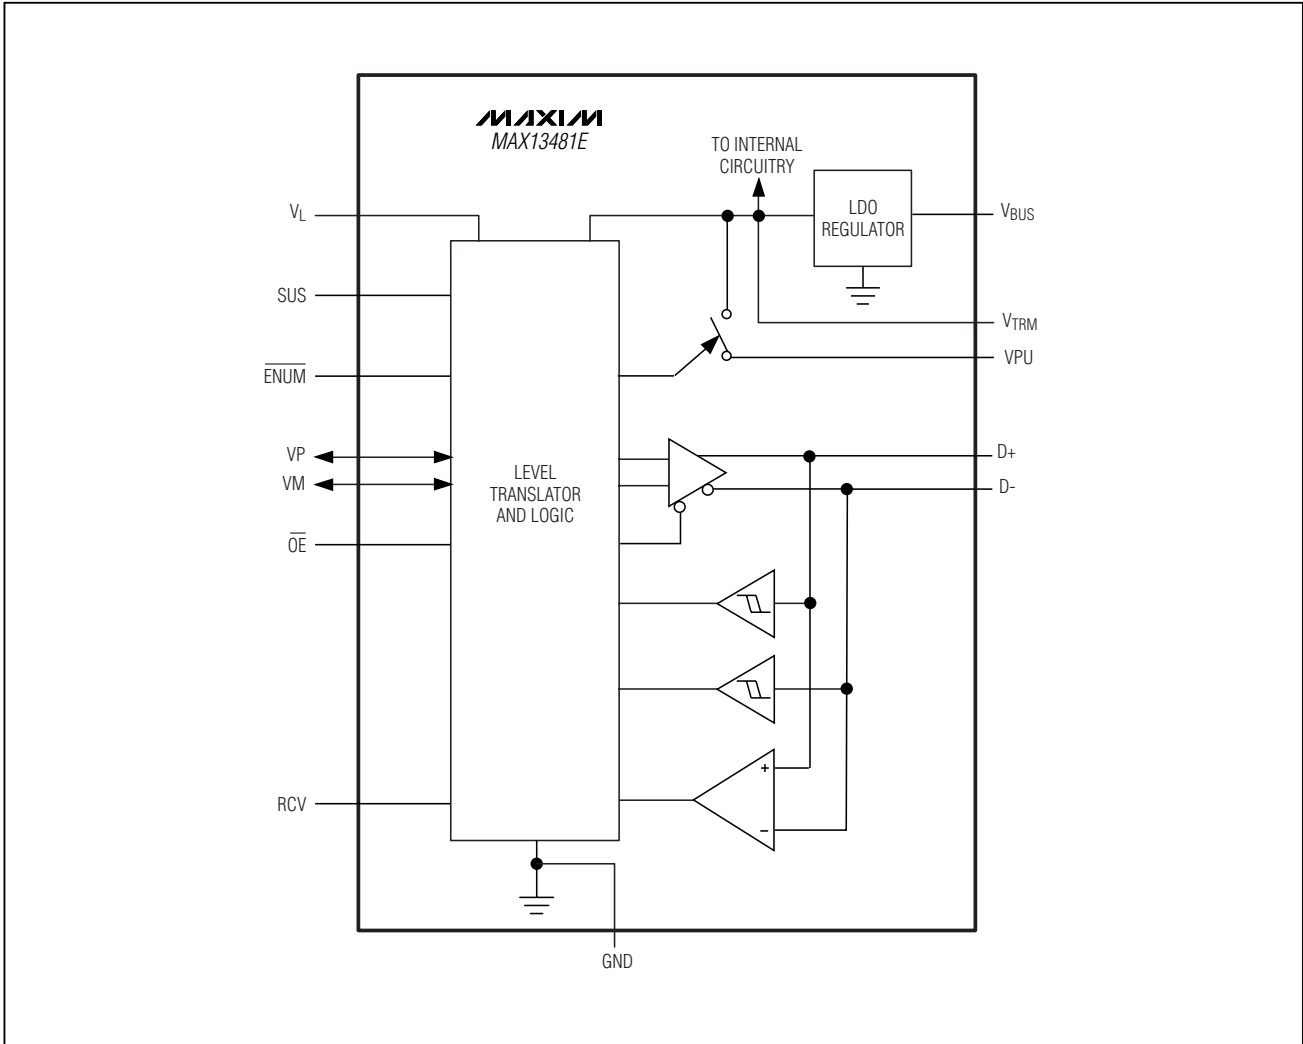 MAXIM
MAX13481E
TO INTERNAL
CIRCUITRY
LDO
REGULATOR
VL
VBUS
SUS
VTRM
VPU
ENUM
VP
VM
D+
D-
LEVEL
TRANSLATOR
AND LOGIC
OE
+
−
RCV
GND